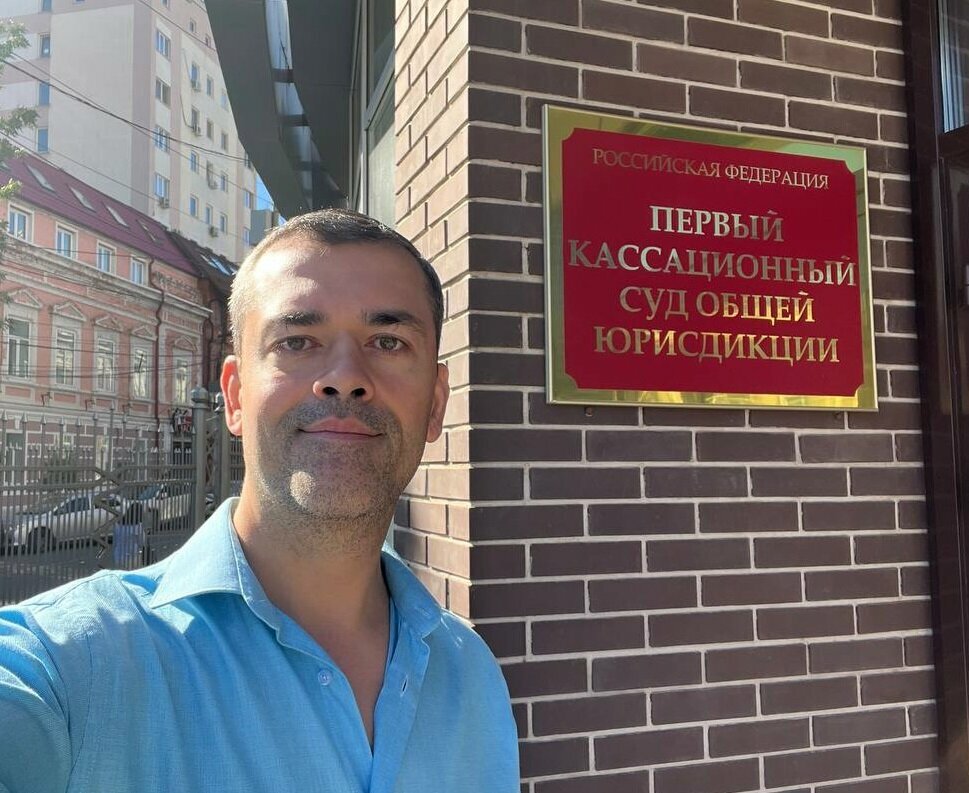 РОССИЙСКАЯ ФЕДЕРАЦИЯ
ПЕРВЫЙ
КАССАЦИОННЫЙ
СУД ОБЩЕЙ
ЮРИСДИКЦИИ